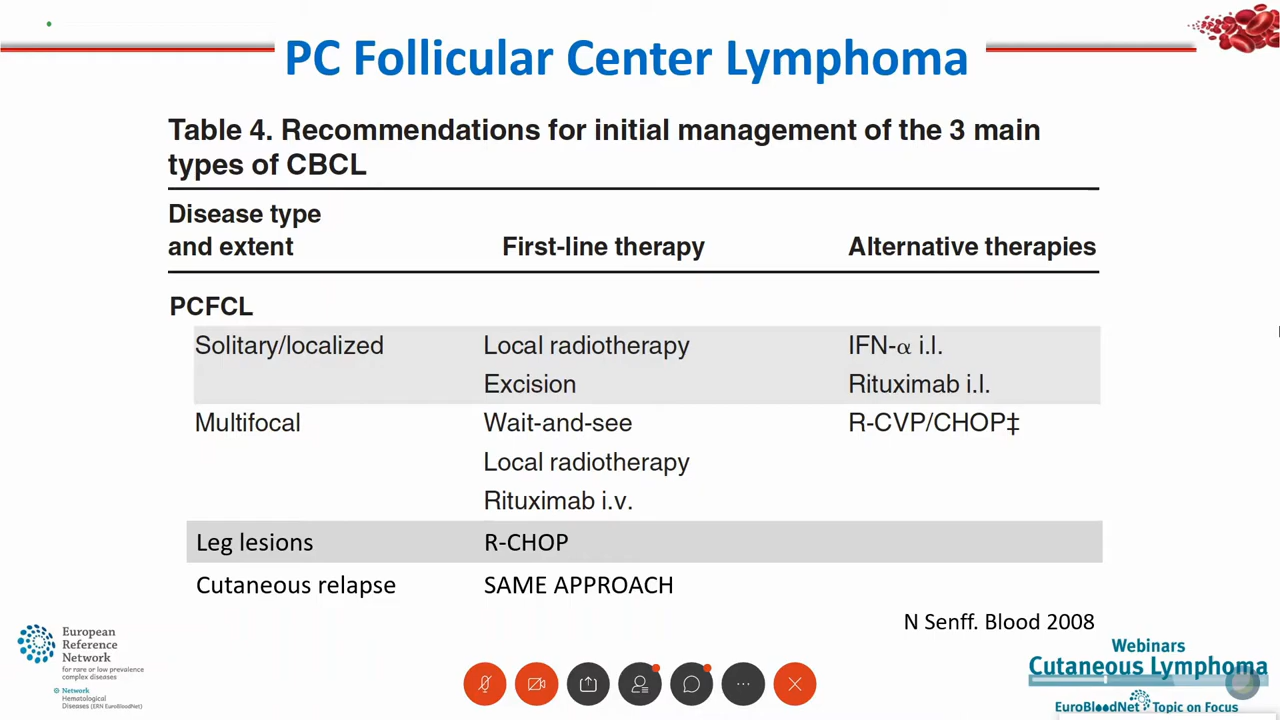 PC Follicular Center Lymphoma
Table 4. Recommendations for initial management of the 3 main
types of CBCL
Disease type
and extent First-line therapy Alternative therapies
PCFCL
Solitary/localized Local radiotherapy IFN-α i.l.
Excision Rituximab i.l.
Multifocal Wait-and-see R-CVP/CHOP‡
Local radiotherapy
Rituximab i.v.
Leg lesions R-CHOP
Cutaneous relapse SAME APPROACH
N Senff. Blood 2008
European
Reference
Network
for rare or low prevalence
complex diseases
Network
Hematological
Diseases (ERN EuroBloodNet)
Webinars
Cutaneous Lymphoma
EuroBloodNet Topic on Focus